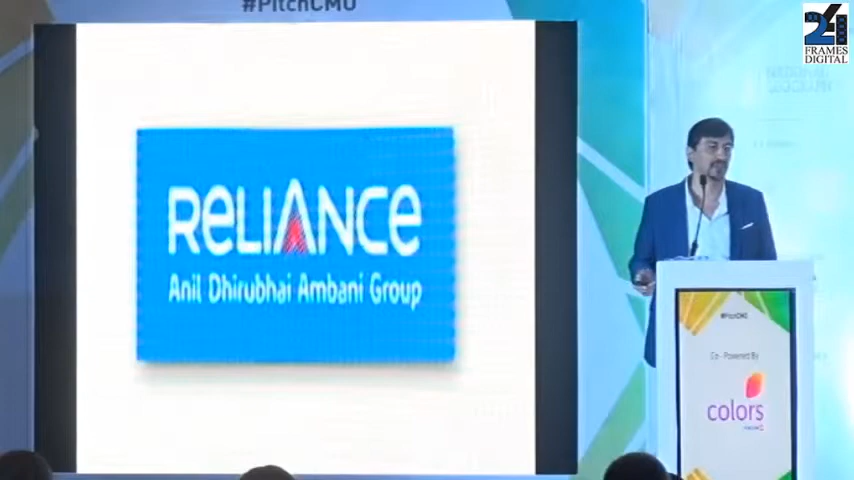 #PitchCMO
24
FRAMES
DIGITAL
RELIANCE
Anil Dhirubhai Ambani Group
#PitchCMO
Co - Powered By
colors